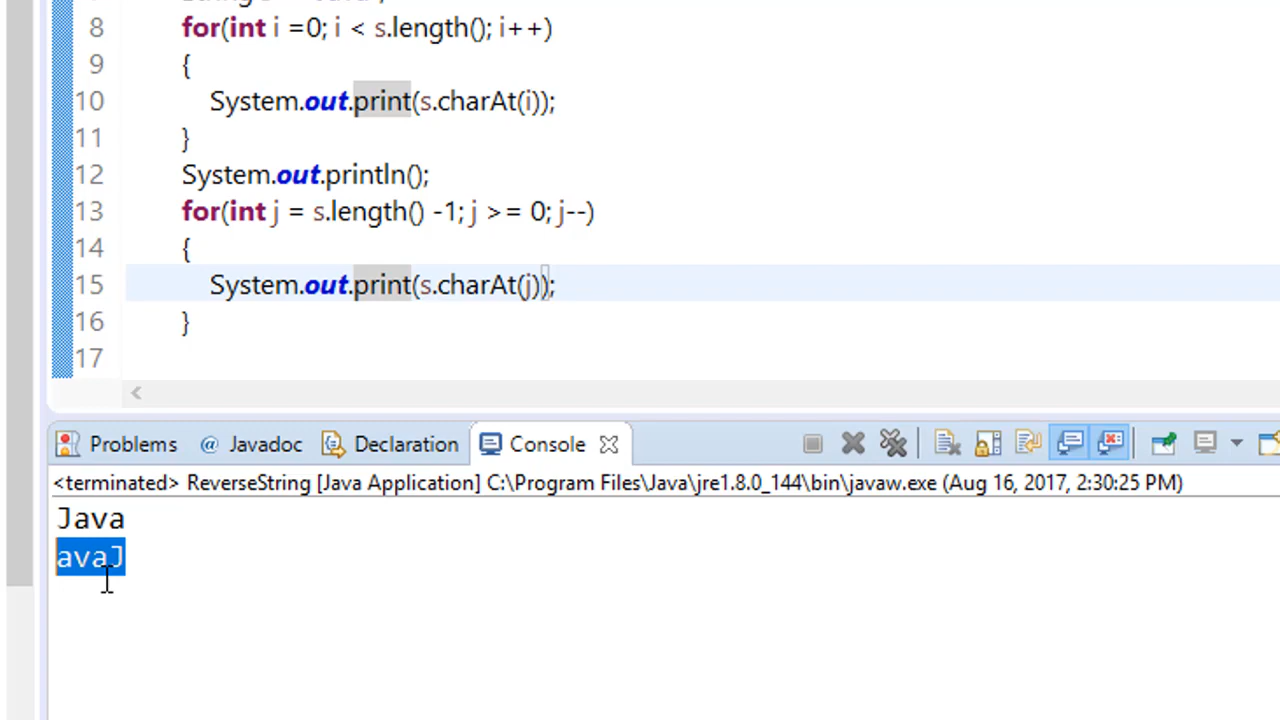 8 for(int i =0; i < s.length(); i++)
9 {
10 System.out.print(s.charAt(i));
11 }
12 System.out.println();
13 for(int j = s.length() -1; j >= 0; j--)
14 {
15 System.out.print(s.charAt(j));
16 }
17
Problems @ Javadoc Declaration Console
<terminated> ReverseString [Java Application] C:\Program Files\Java\jre1.8.0_144\bin\javaw.exe (Aug 16, 2017, 2:30:25 PM)
Java
avaJ